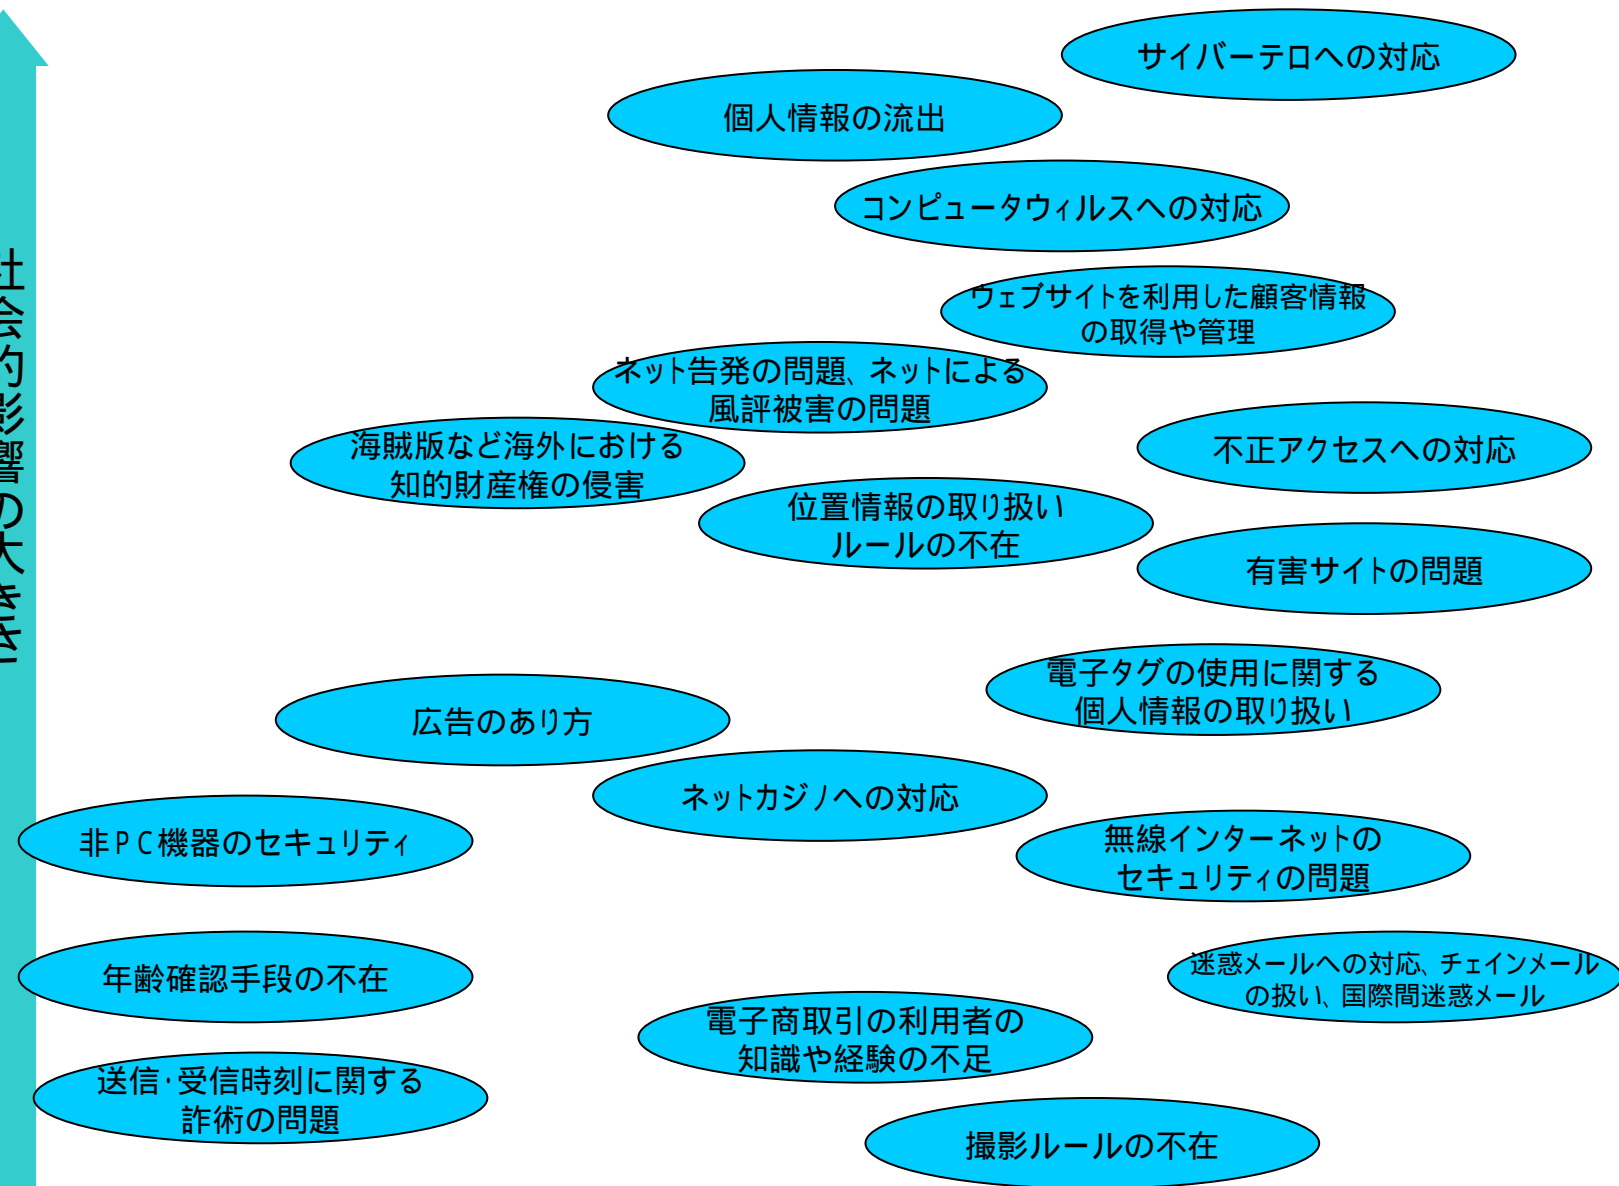 社会的影響の大きさ
サイバーテロへの対応
個人情報の流出
コンピュータウィルスへの対応
ウェブサイトを利用した顧客情報
の取得や管理
ネット告発の問題、ネットによる
風評被害の問題
海賊版など海外における
知的財産権の侵害
不正アクセスへの対応
位置情報の取り扱い
ルールの不在
有害サイトの問題
電子タグの使用に関する
個人情報の取り扱い
広告のあり方
ネットカジノへの対応
非PC機器のセキュリティ
無線インターネットの
セキュリティの問題
年齢確認手段の不在
迷惑メールへの対応、チェインメール
の扱い、国際間迷惑メール
電子商取引の利用者の
知識や経験の不足
送信・受信時刻に関する
詐術の問題
撮影ルールの不在